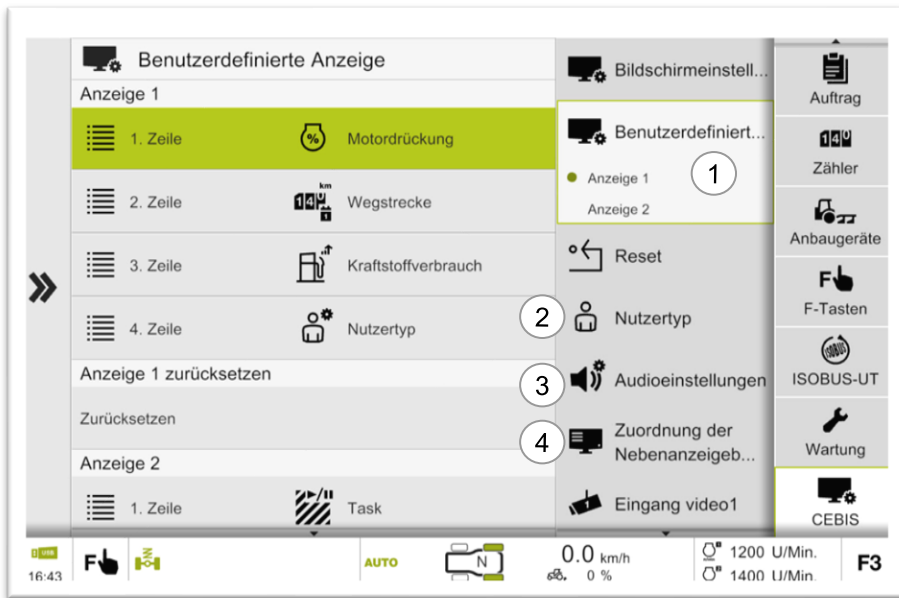 Benutzerdefinierte Anzeige
Anzeige 1
1. Zeile Motordrückung
2. Zeile km Wegstrecke
3. Zeile Kraftstoffverbrauch
4. Zeile Nutzertyp
Anzeige 1 zurücksetzen
Zurücksetzen
Anzeige 2
1. Zeile Task
Bildschirmeinstell...
Benutzerdefiniert...
Anzeige 1
Anzeige 2
1
Reset
2 Nutzertyp
3 Audioeinstellungen
4 Zuordnung der
Nebenanzeigeb...
Eingang video1
Auftrag
Zähler
Anbaugeräte
F
F-Tasten
ISOBUS
ISOBUS-UT
Wartung
CEBIS
USB
16:43
F
AUTO
N
0.0 km/h
0 %
1200 U/Min.
1400 U/Min.
F3